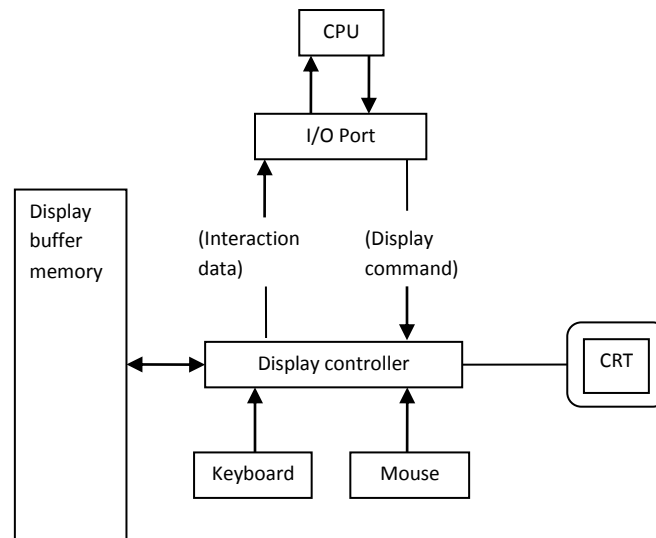 CPU
I/O Port
Display
buffer
memory
(Interaction
data)
(Display
command)
Display controller
CRT
Keyboard
Mouse